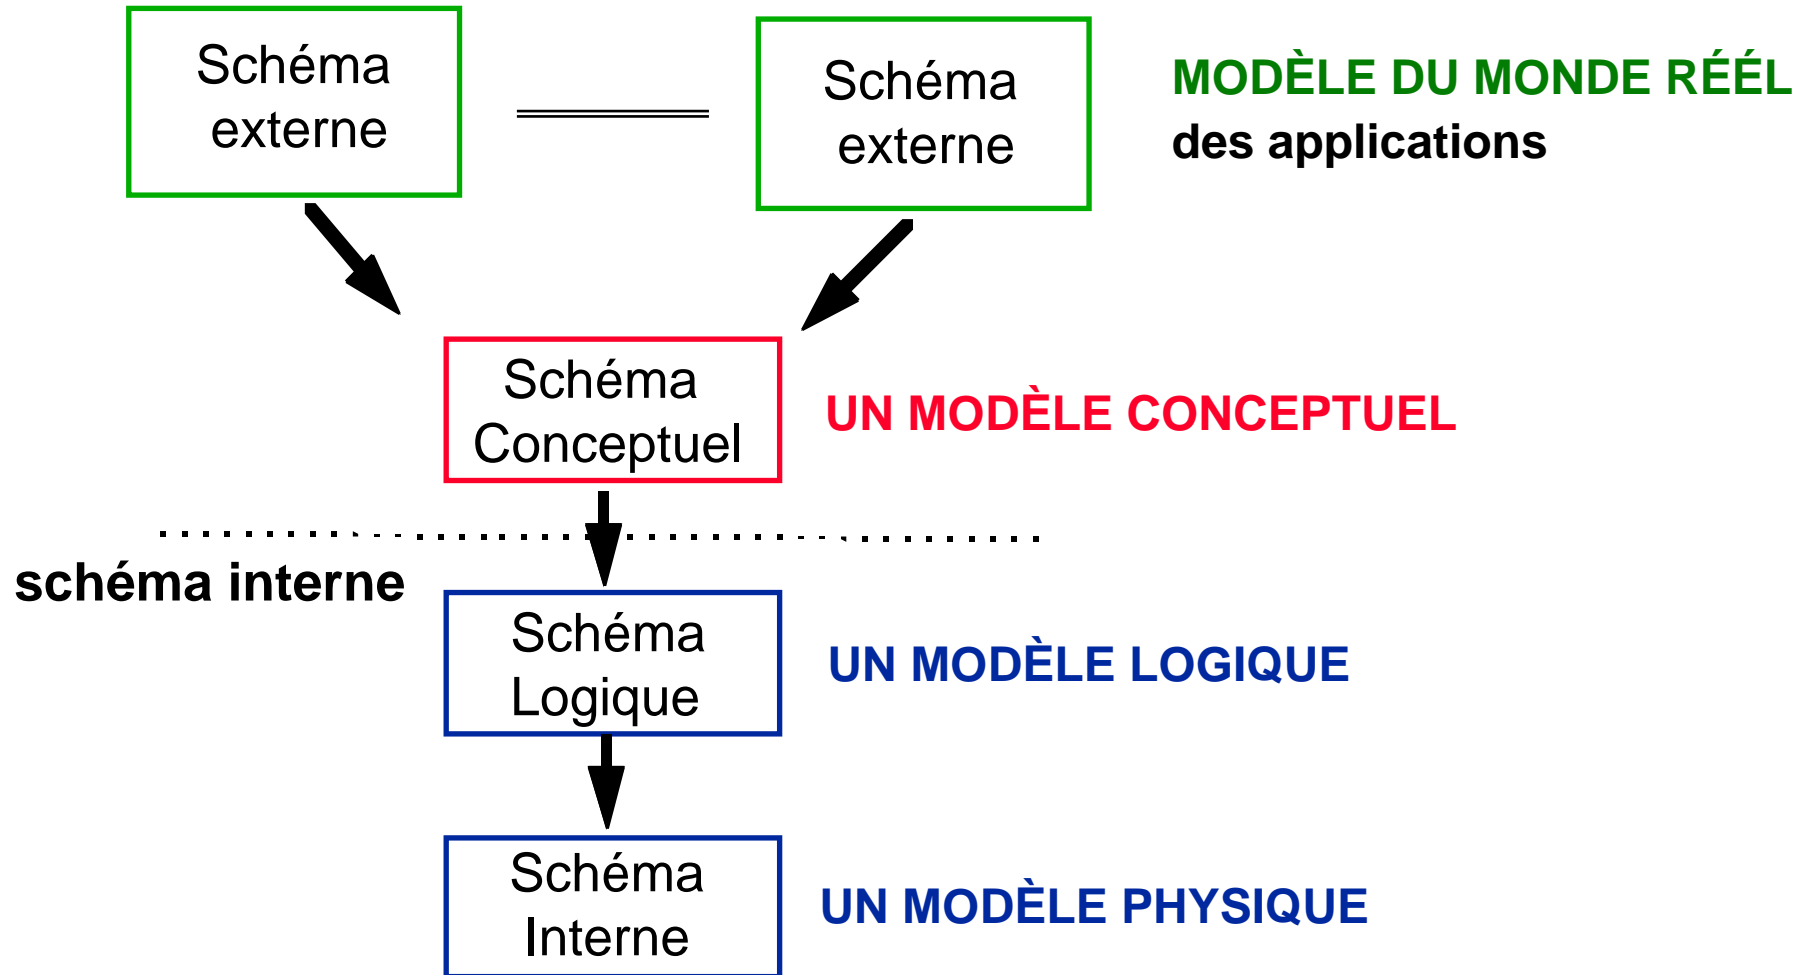 Schéma
externe
Schéma
externe
MODÈLE DU MONDE RÉÉL
des applications
Schéma
Conceptuel
UN MODÈLE CONCEPTUEL
schéma interne
Schéma
Logique
UN MODÈLE LOGIQUE
Schéma
Interne
UN MODÈLE PHYSIQUE